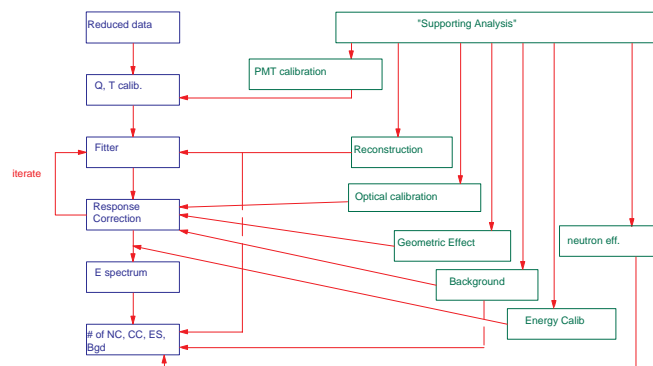 Reduced data
"Supporting Analysis"
PMT calibration
Q, T calib.
Fitter
Reconstruction
iterate
Optical calibration
Response
Correction
Geometric Effect
neutron eff.
E spectrum
Background
Energy Calib
# of NC, CC, ES,
Bgd